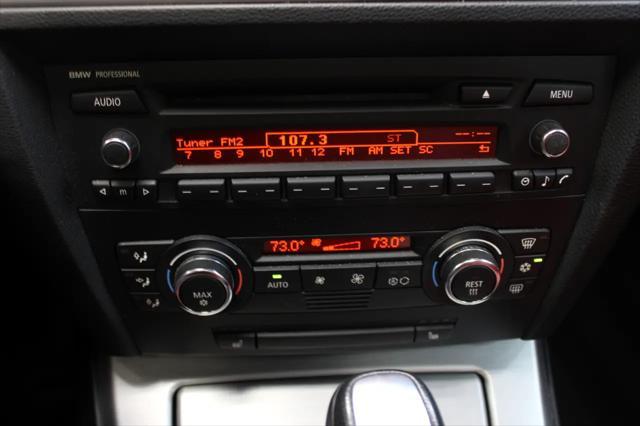 BMW PROFESSIONAL
AUDIO
MENU
Tuner FM2 107.3 ST --:--
7 8 9 10 11 12 FM AM SET SC
m
73.0° 73.0°
AUTO
MAX
REST